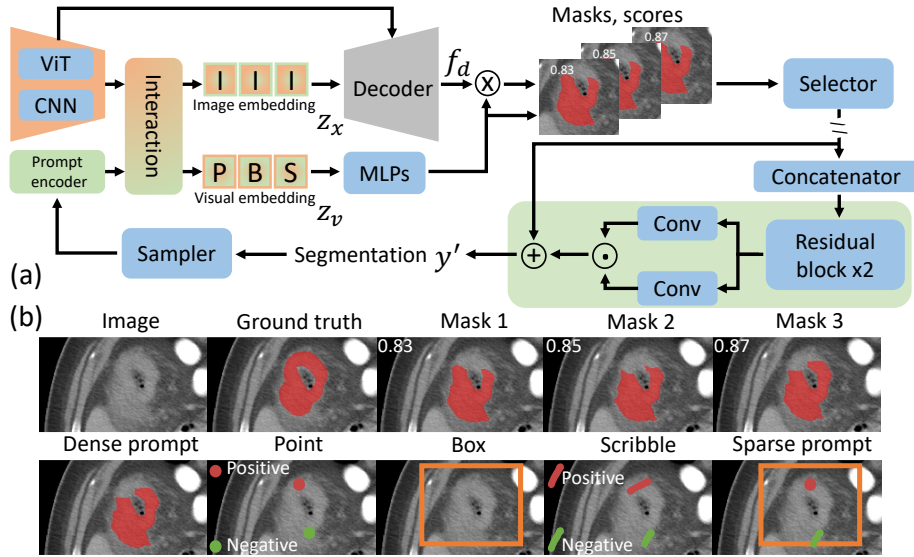 Masks, scores
ViT
CNN
Interaction
I I I
Image embedding
z_x
Decoder
f_d
0.83
0.85
0.87
Selector
Prompt
encoder
P B S
Visual embedding
z_v
MLPs
Concatenator
Sampler
Segmentation y'
Conv
Conv
Residual
block x2
(a)
(b)
Image
Ground truth
Mask 1
Mask 2
Mask 3
0.83
0.85
0.87
Dense prompt
Point
Box
Scribble
Sparse prompt
Positive
Negative
Positive
Negative